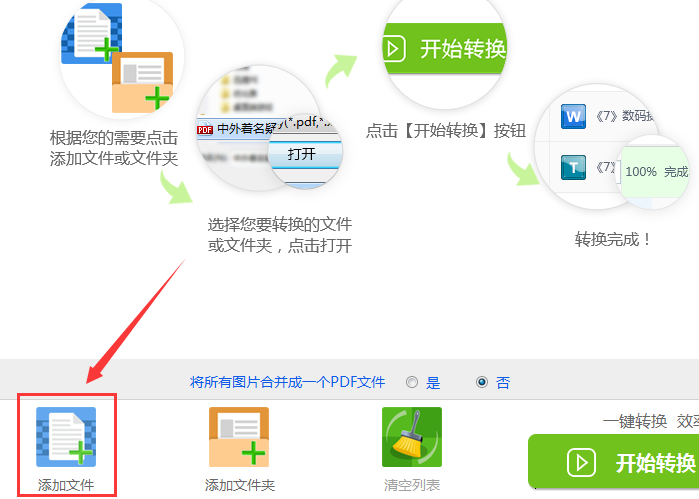 根据您的需要点击
添加文件或文件夹
PDF 中外着名疑
(*.pdf,*.
打开
选择您要转换的文件
或文件夹，点击打开
开始转换
点击【开始转换】按钮
W 《7》数码技
T 《7》
100% 完成
转换完成！
将所有图片合并成一个PDF文件 是 否
添加文件
添加文件夹
清空列表
一键转换 效率
开始转换